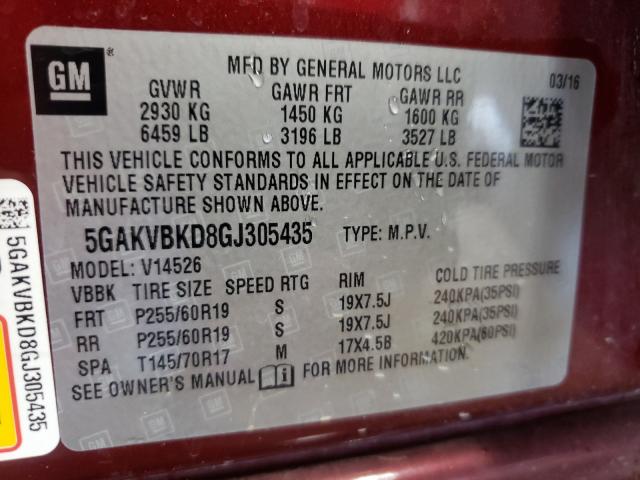 GM
MFD BY GENERAL MOTORS LLC
03/16
GVWR GAWR FRT GAWR RR
2930 KG 1450 KG 1600 KG
6459 LB 3196 LB 3527 LB
THIS VEHICLE CONFORMS TO ALL APPLICABLE U.S. FEDERAL MOTOR
VEHICLE SAFETY STANDARDS IN EFFECT ON THE DATE OF
MANUFACTURE SHOWN ABOVE.
5GAKVBKD8GJ305435 TYPE: M.P.V.
MODEL: V14526
VBBK TIRE SIZE SPEED RTG RIM COLD TIRE PRESSURE
FRT P255/60R19 S 19X7.5J 240KPA(35PSI)
RR P255/60R19 S 19X7.5J 240KPA(35PSI)
SPA T145/70R17 M 17X4.5B 420KPA(60PSI)
SEE OWNER'S MANUAL FOR MORE INFORMATION.
5GAKVBKD8GJ305435